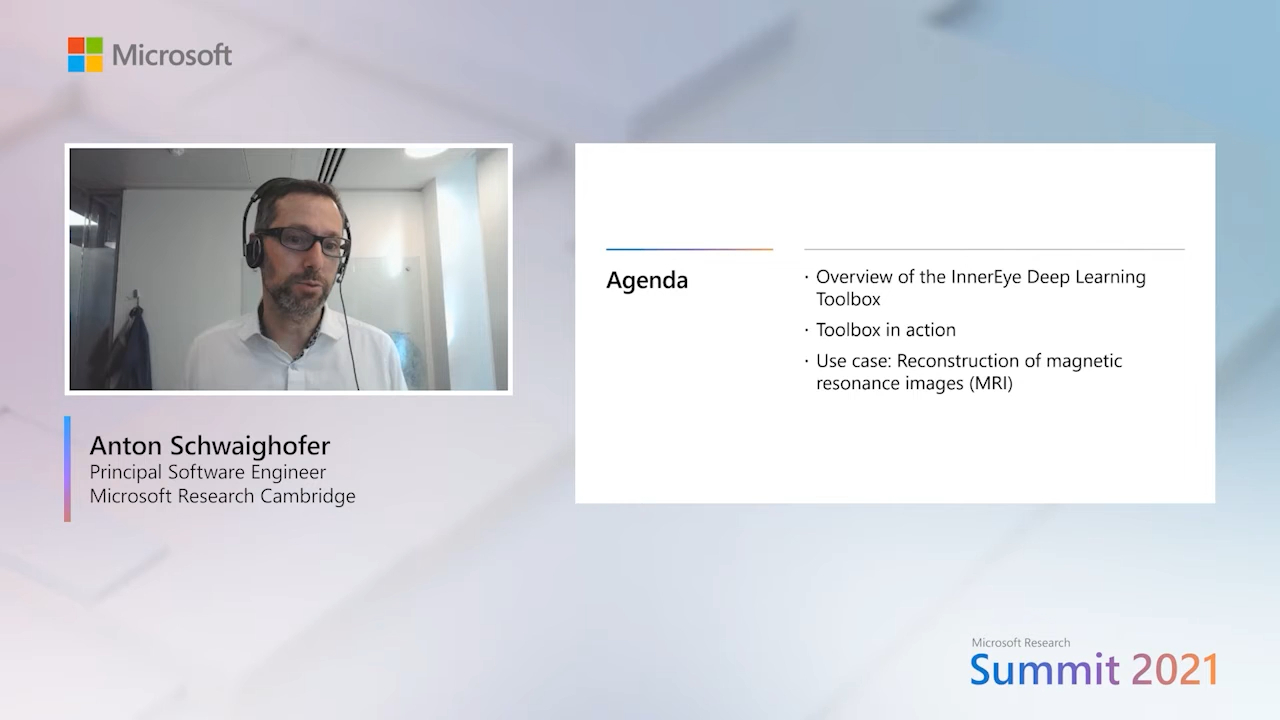 Microsoft
Anton Schwaighofer
Principal Software Engineer
Microsoft Research Cambridge
Agenda
· Overview of the InnerEye Deep Learning
Toolbox
· Toolbox in action
· Use case: Reconstruction of magnetic
resonance images (MRI)
Microsoft Research
Summit 2021